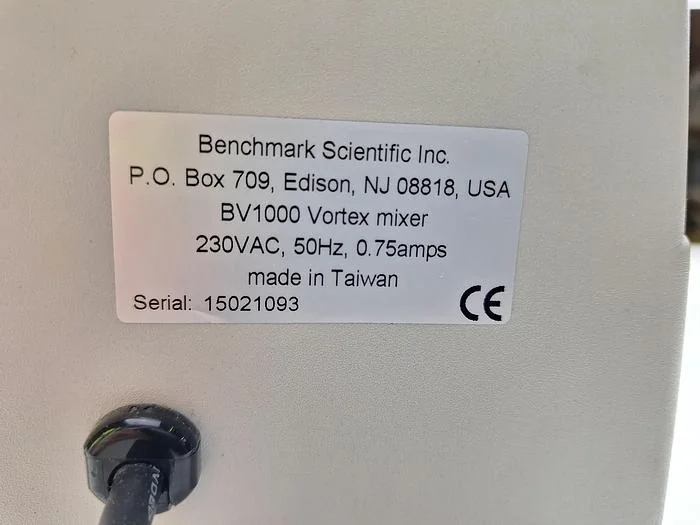 Benchmark Scientific Inc.
P.O. Box 709, Edison, NJ 08818, USA
BV1000 Vortex mixer
230VAC, 50Hz, 0.75amps
made in Taiwan
Serial: 15021093
CE